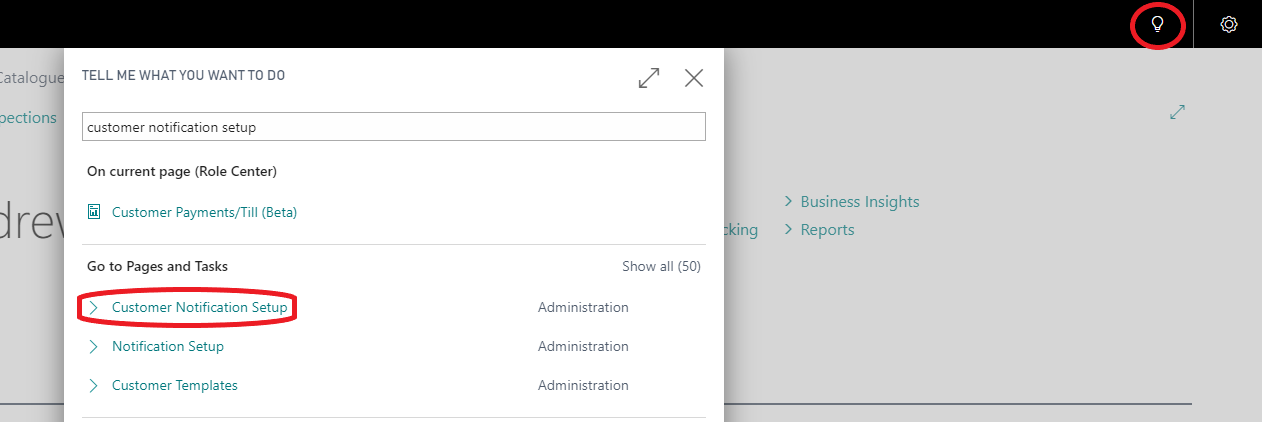 Catalogue
TELL ME WHAT YOU WANT TO DO
pections
customer notification setup
On current page (Role Center)
Customer Payments/Till (Beta)
Business Insights
drew
cking
Reports
Go to Pages and Tasks Show all (50)
Customer Notification Setup Administration
Notification Setup Administration
Customer Templates Administration